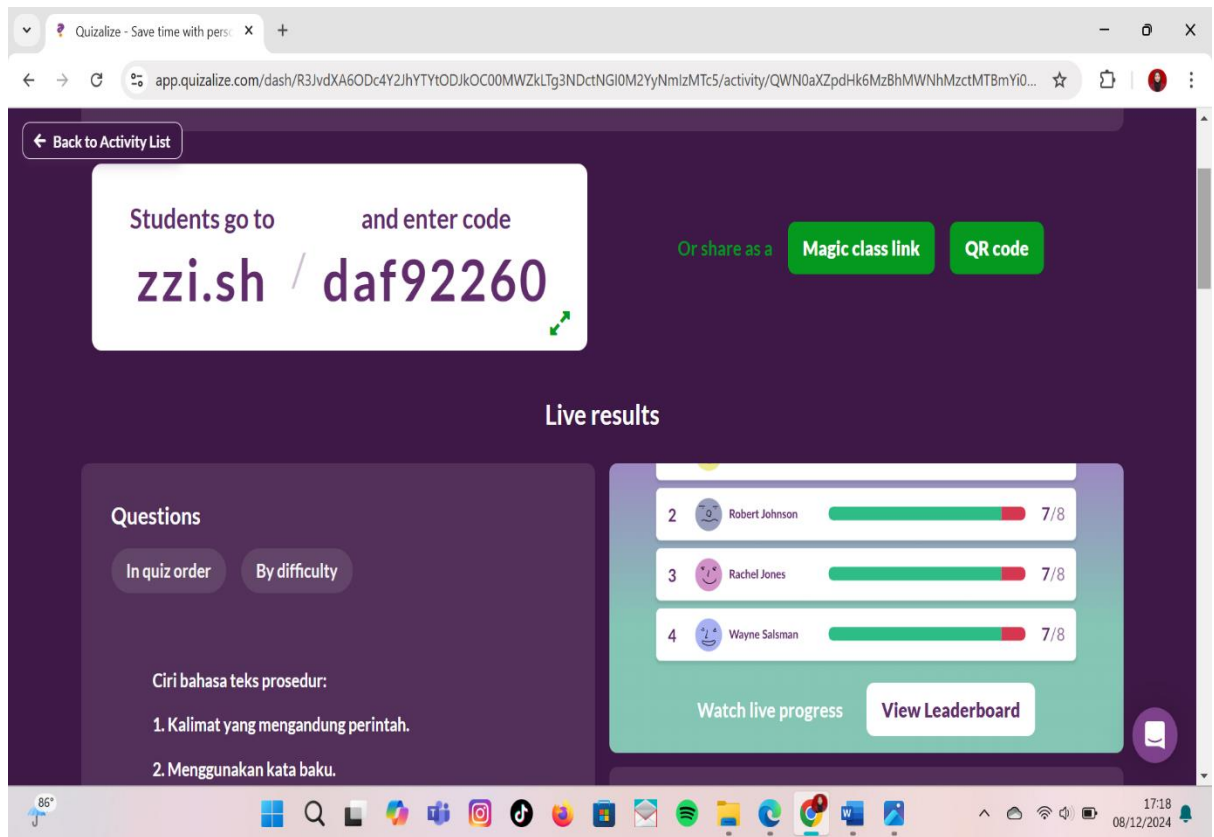 Quizalize - Save time with pers
app.quizalize.com/dash/R3JvdXA6ODc4Y2JhYTYtODJkOC00MWZkLTg3NDctNGI0M2YyNmIzMTc5/activity/QWN0aXZpdHk6MzBhMWNhMzctMTBmYi0...
Back to Activity List
Students go to and enter code
zzi.sh / daf92260
Or share as a Magic class link QR code
Live results
Questions
In quiz order By difficulty
Ciri bahasa teks prosedur:
1. Kalimat yang mengandung perintah.
2. Menggunakan kata baku.
2 Robert Johnson 7/8
3 Rachel Jones 7/8
4 Wayne Salsman 7/8
Watch live progress View Leaderboard
86°
17:18
08/12/2024